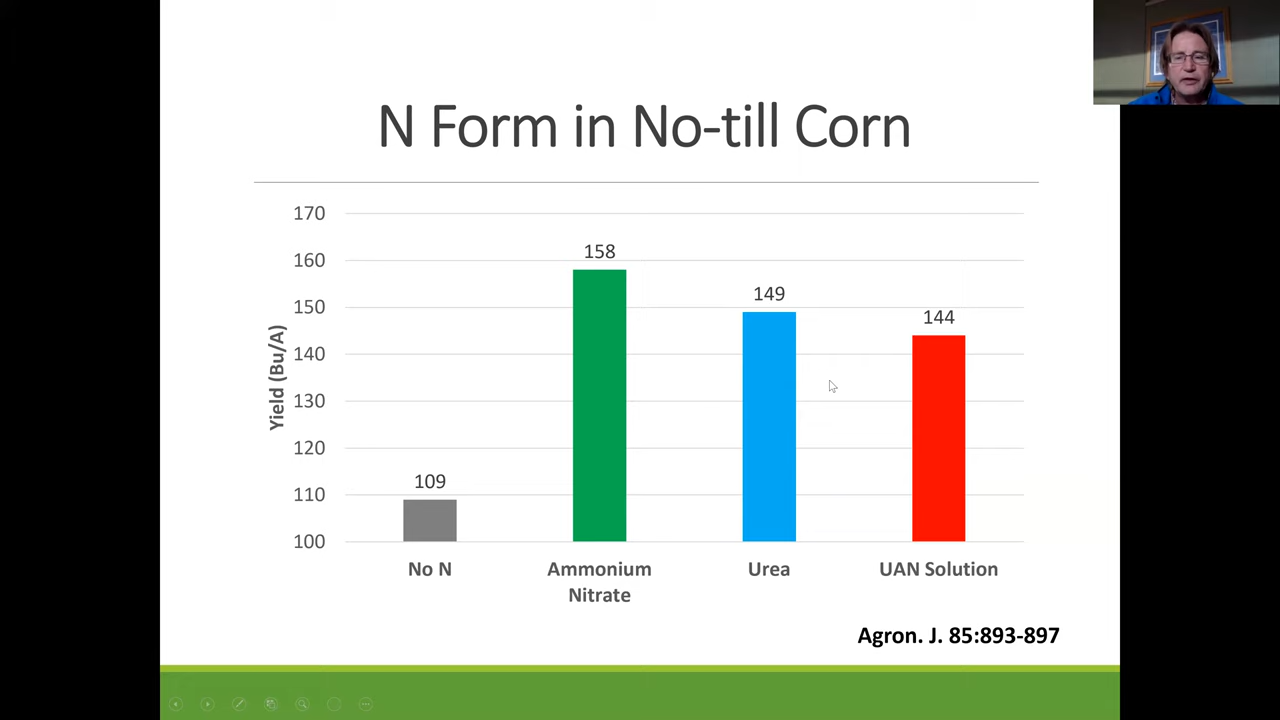 N Form in No-till Corn
170
160
150
140
130
120
110
100
Yield (Bu/A)
109
158
149
144
No N
Ammonium
Nitrate
Urea
UAN Solution
Agron. J. 85:893-897